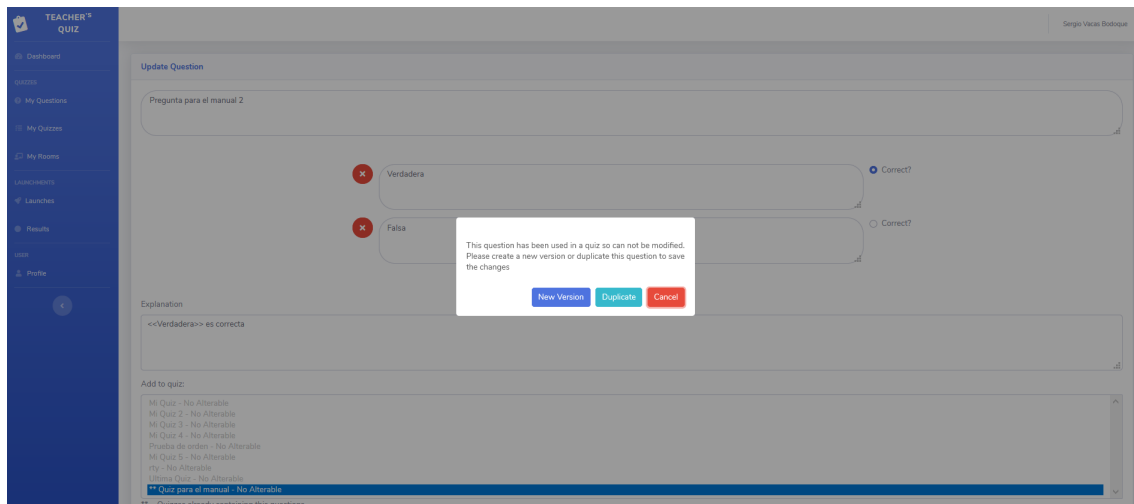 TEACHER'S
QUIZ
Sergio Vacas Bodoque
Dashboard
Update Question
QUIZZES
My Questions
Pregunta para el manual 2
My Quizzes
My Rooms
Verdadera
Correct?
LAUNCHMENTS
Launches
Results
Falsa
Correct?
This question has been used in a quiz so can not be modified.
Please create a new version or duplicate this question to save
the changes
USER
Profile
New Version
Duplicate
Cancel
Explanation
<<Verdadera>> es correcta
Add to quiz:
Mi Quiz - No Alterable
Mi Quiz 2 - No Alterable
Mi Quiz 3 - No Alterable
Mi Quiz 4 - No Alterable
Prueba de orden - No Alterable
Mi Quiz 5 - No Alterable
rty - No Alterable
Ultima Quiz - No Alterable
** Quiz para el manual - No Alterable
** - Quizzes already containing this questions